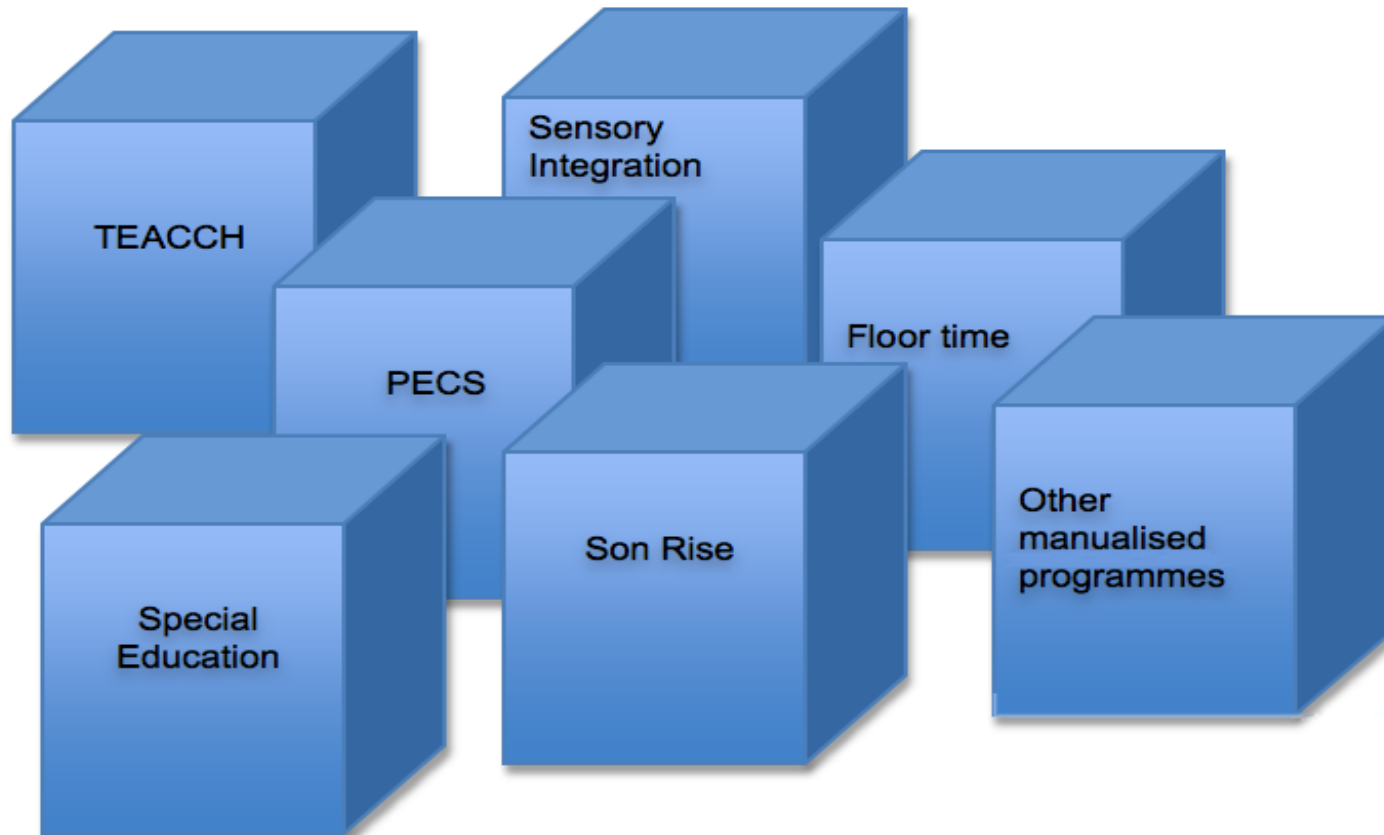 TEACCH
Sensory
Integration
PECS
Floor time
Special
Education
Son Rise
Other
manualised
programmes